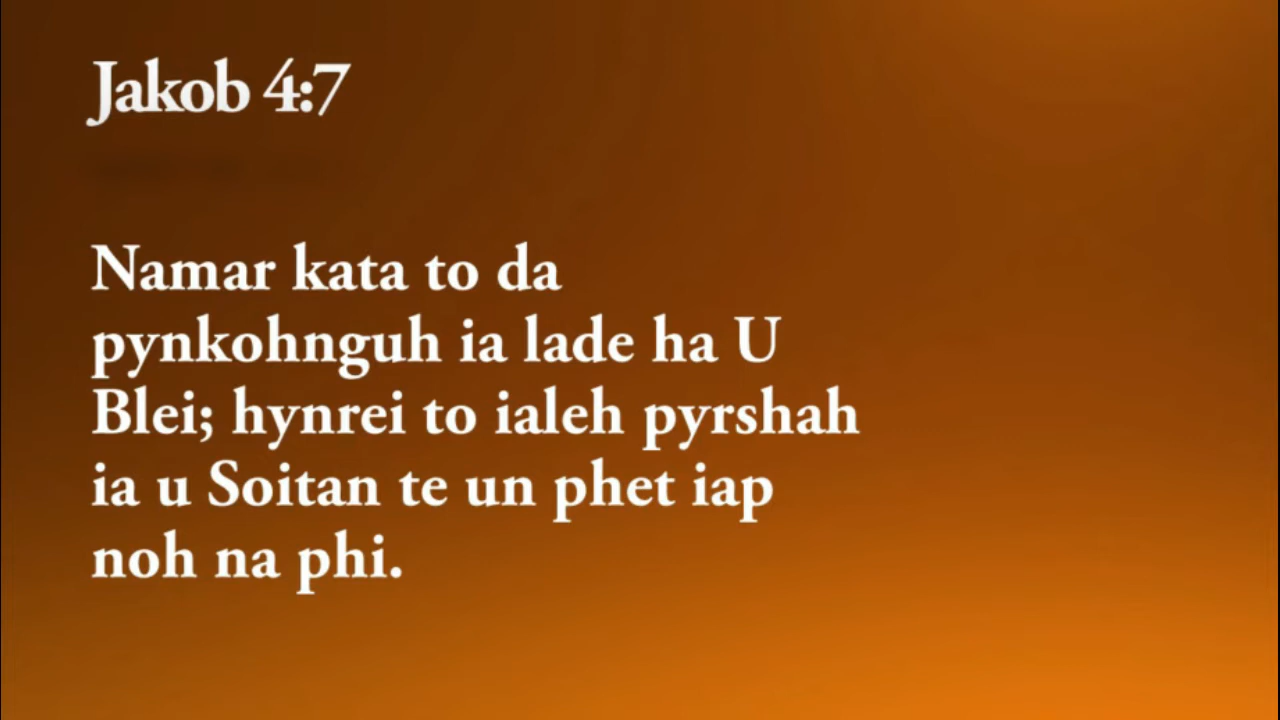 Jakob 4:7
Namar kata to da
pynkohnguh ia lade ha U
Blei; hynrei to ialeh pyrshah
ia u Soitan te un phet iap
noh na phi.